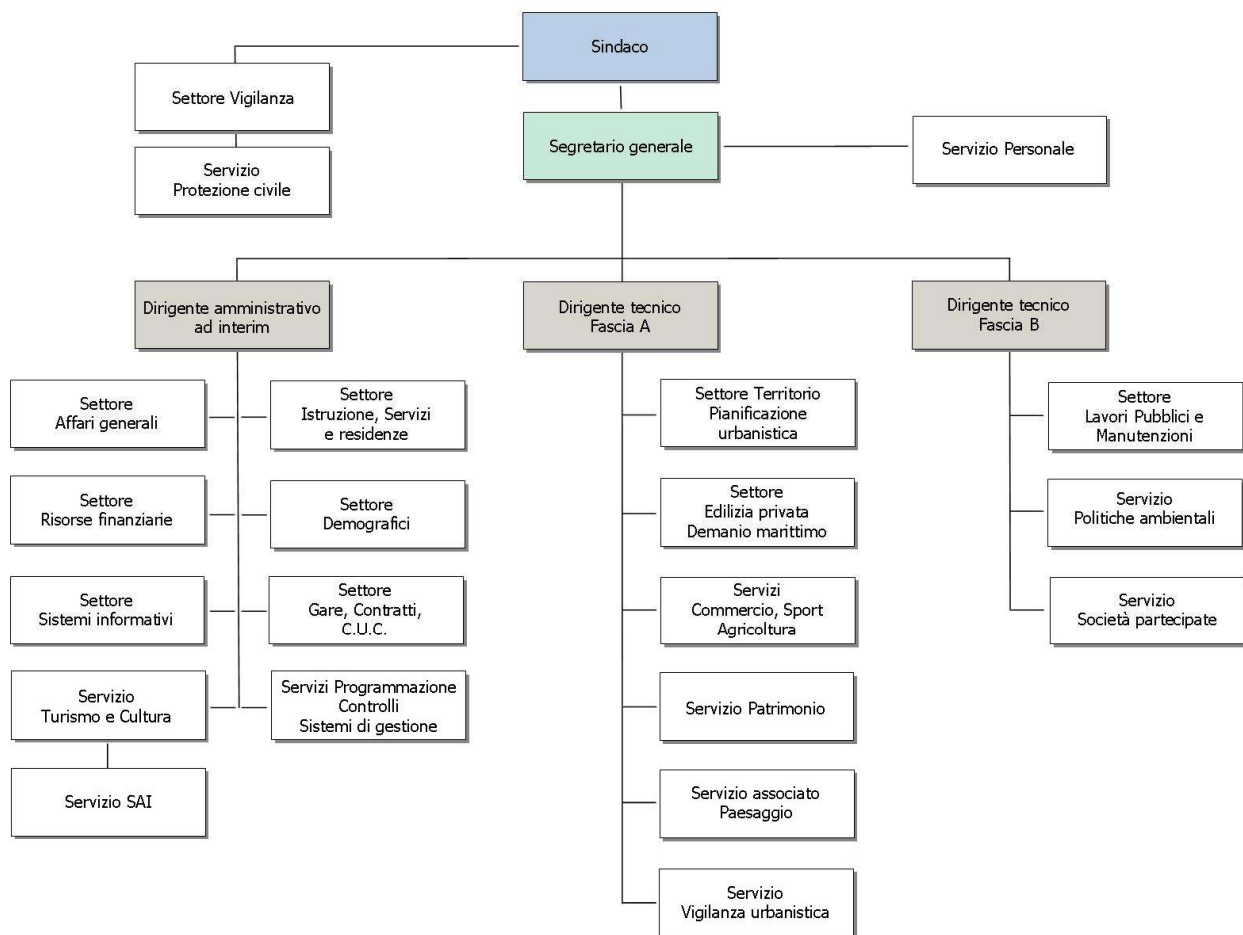 Sindaco
Settore Vigilanza
Segretario generale
Servizio Personale
Servizio
Protezione civile
Dirigente amministrativo
ad interim
Dirigente tecnico
Fascia A
Dirigente tecnico
Fascia B
Settore
Affari generali
Settore
Istruzione, Servizi
e residenze
Settore
Risorse finanziarie
Settore
Demografici
Settore
Sistemi informativi
Settore
Gare, Contratti,
C.U.C.
Servizio
Turismo e Cultura
Servizi Programmazione
Controlli
Sistemi di gestione
Servizio SAI
Settore Territorio
Pianificazione
urbanistica
Settore
Edilizia privata
Demanio marittimo
Servizi
Commercio, Sport
Agricoltura
Servizio Patrimonio
Servizio associato
Paesaggio
Servizio
Vigilanza urbanistica
Settore
Lavori Pubblici e
Manutenzioni
Servizio
Politiche ambientali
Servizio
Società partecipate